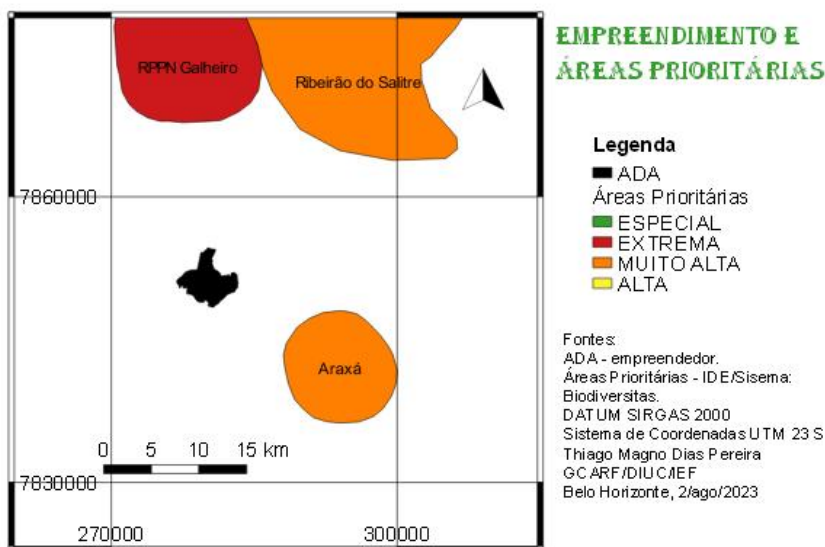 EMPREENDIMENTO E
ÁREAS PRIORITÁRIAS
RPPN Galheiro
Ribeirão do Salitre
Araxá
7860000
7830000
270000
300000
0 5 10 15 km
Legenda
ADA
Áreas Prioritárias
ESPECIAL
EXTREMA
MUITO ALTA
ALTA
Fontes:
ADA - empreendedor.
Áreas Prioritárias - IDE/Sisema:
Biodiversitas.
DATUM SIRGAS 2000
Sistema de Coordenadas UTM 23 S
Thiago Magno Dias Pereira
GCARF/DIUC/IEF
Belo Horizonte, 2/ago/2023